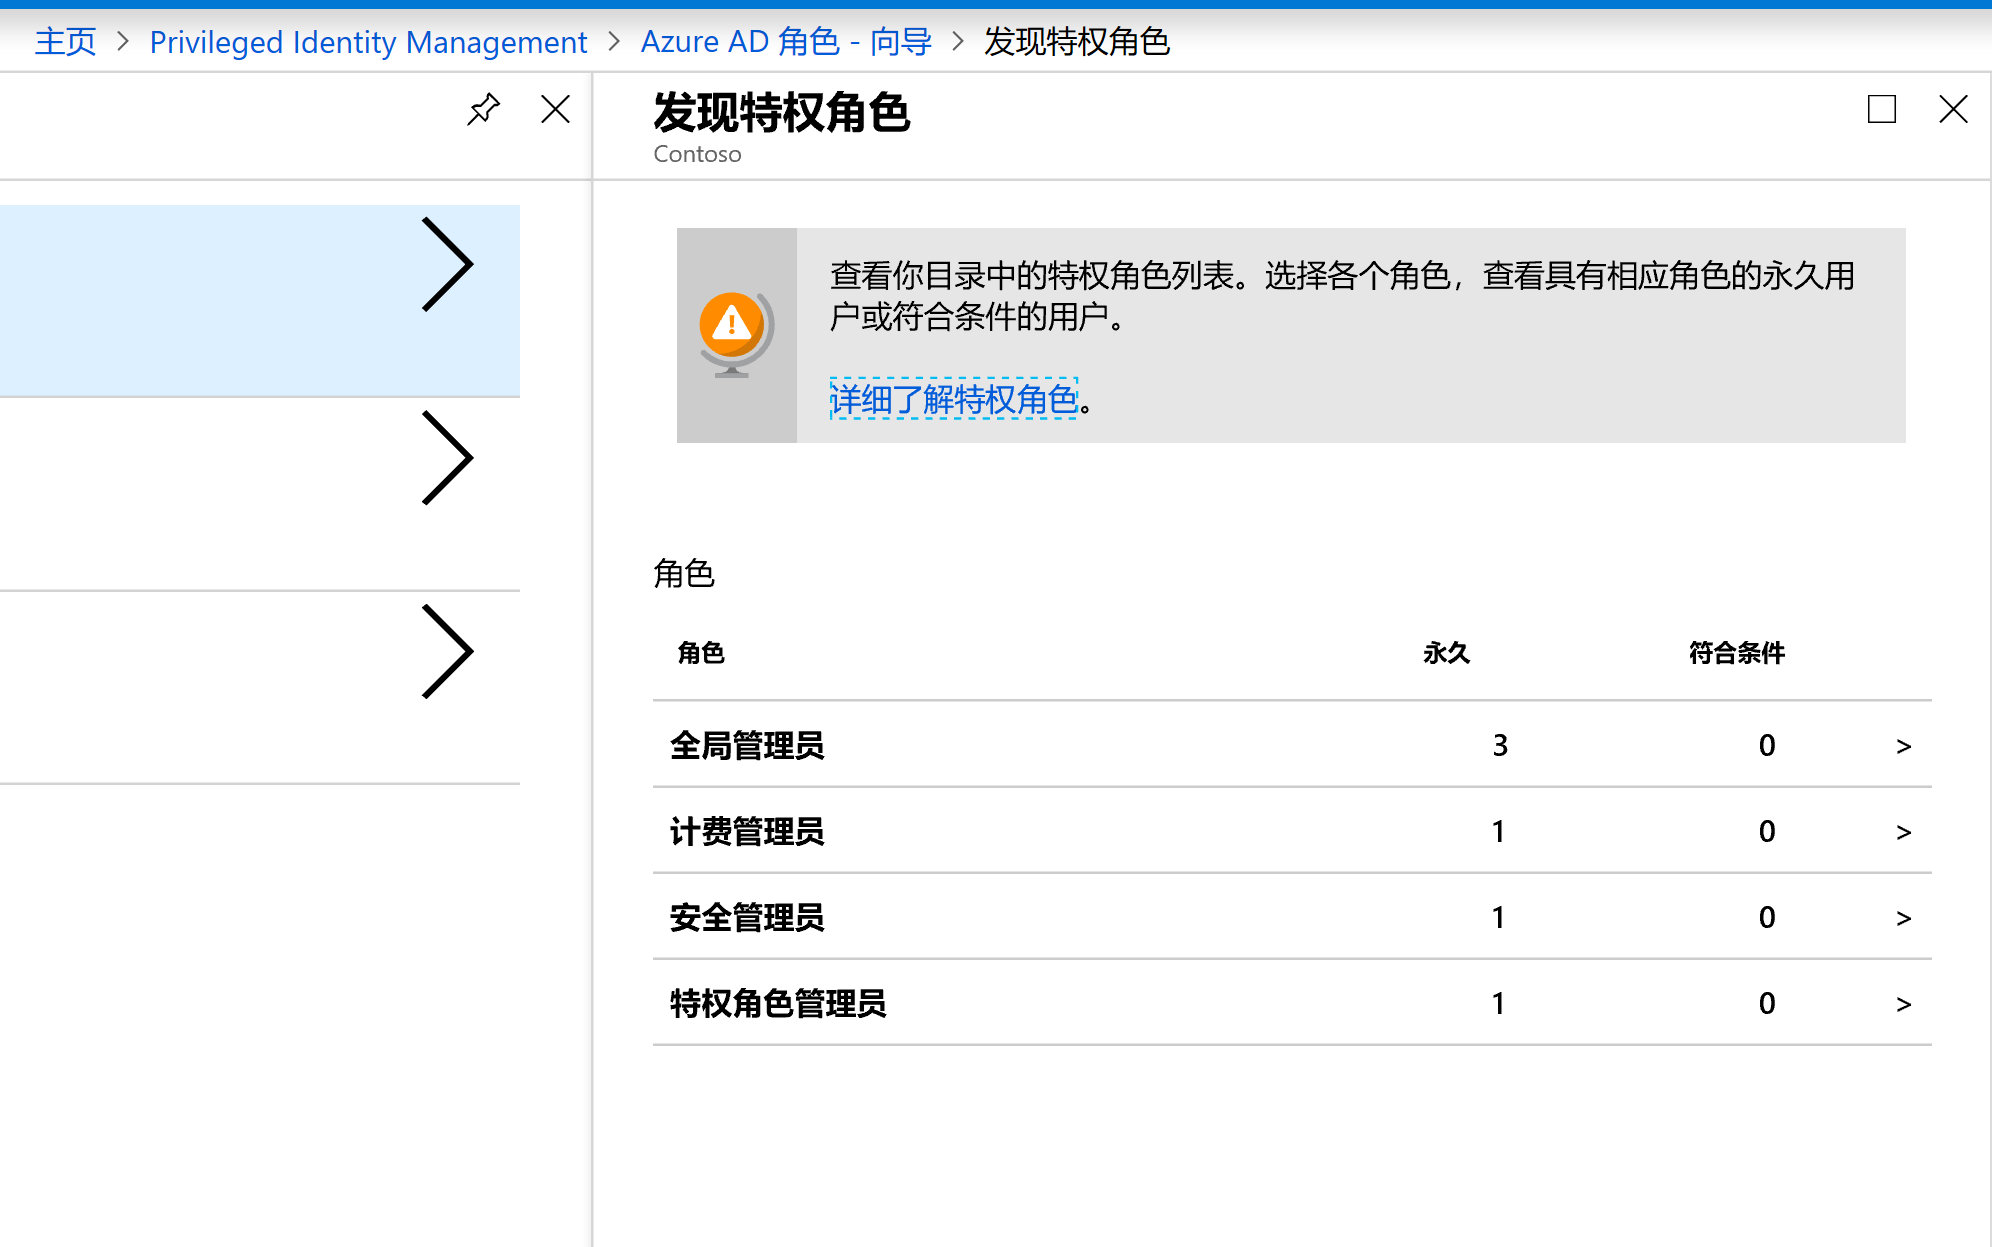 主页 > Privileged Identity Management > Azure AD 角色 - 向导 > 发现特权角色
发现特权角色
Contoso
查看你目录中的特权角色列表。选择各个角色，查看具有相应角色的永久用
户或符合条件的用户。
详细了解特权角色。
角色
角色 永久 符合条件
全局管理员 3 0 >
计费管理员 1 0 >
安全管理员 1 0 >
特权角色管理员 1 0 >